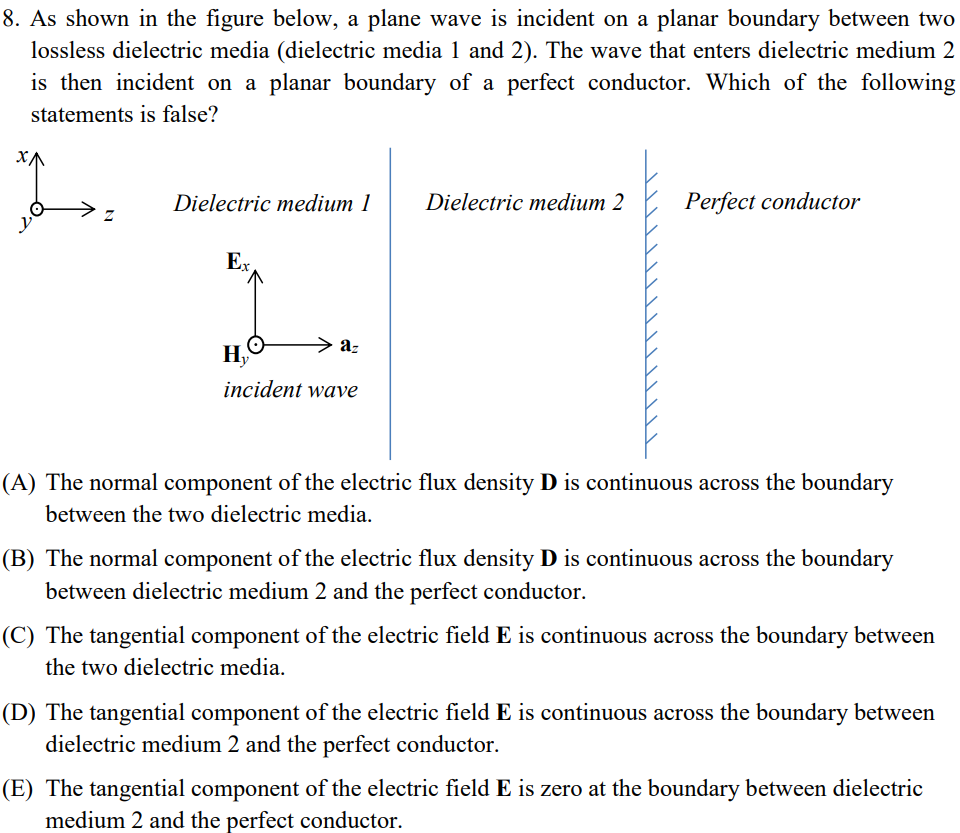 8. As shown in the figure below, a plane wave is incident on a planar boundary between two
lossless dielectric media (dielectric media 1 and 2). The wave that enters dielectric medium 2
is then incident on a planar boundary of a perfect conductor. Which of the following
statements is false?
x
y
z
Dielectric medium 1
Dielectric medium 2
Perfect conductor
Ex
Hy
az
incident wave
(A) The normal component of the electric flux density D is continuous across the boundary
between the two dielectric media.
(B) The normal component of the electric flux density D is continuous across the boundary
between dielectric medium 2 and the perfect conductor.
(C) The tangential component of the electric field E is continuous across the boundary between
the two dielectric media.
(D) The tangential component of the electric field E is continuous across the boundary between
dielectric medium 2 and the perfect conductor.
(E) The tangential component of the electric field E is zero at the boundary between dielectric
medium 2 and the perfect conductor.